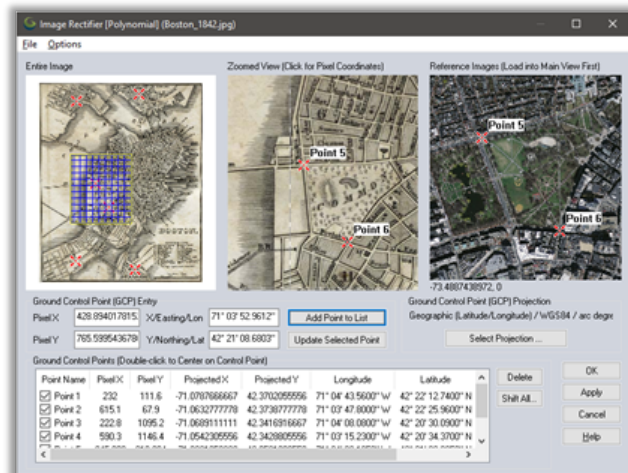 Image Rectifier [Polynomial] (Boston_1842.jpg)
File Options
Entire Image
Zoomed View (Click for Pixel Coordinates)
Reference Images (Load into Main View First)
Point 5
Point 6
Point 5
Point 6
-73.4887438972, 0
Ground Control Point (GCP) Entry
Pixel X 428.894017815 X/Easting/Lon 71° 03' 52.9612" Add Point to List
Pixel Y 765.599543678 Y/Northing/Lat 42° 21' 08.6803" Update Selected Point
Ground Control Point (GCP) Projection
Geographic (Latitude/Longitude) / WGS84 / arc degre
Select Projection ...
Ground Control Points (Double-click to Center on Control Point)
Point Name Pixel X Pixel Y Projected X Projected Y Longitude Latitude
Point 1 232 111.6 -71.0787666667 42.3702055556 71° 04' 43.5600" W 42° 22' 12.7400" N
Point 2 615.1 67.9 -71.0632777778 42.3738777778 71° 03' 47.8000" W 42° 22' 25.9600" N
Point 3 222.8 1095.2 -71.0689111111 42.3416916667 71° 04' 08.0800" W 42° 20' 30.0900" N
Point 4 590.3 1146.4 -71.0542305556 42.3428805556 71° 03' 15.2300" W 42° 20' 34.3700" N
Delete
Shift All...
OK
Apply
Cancel
Help